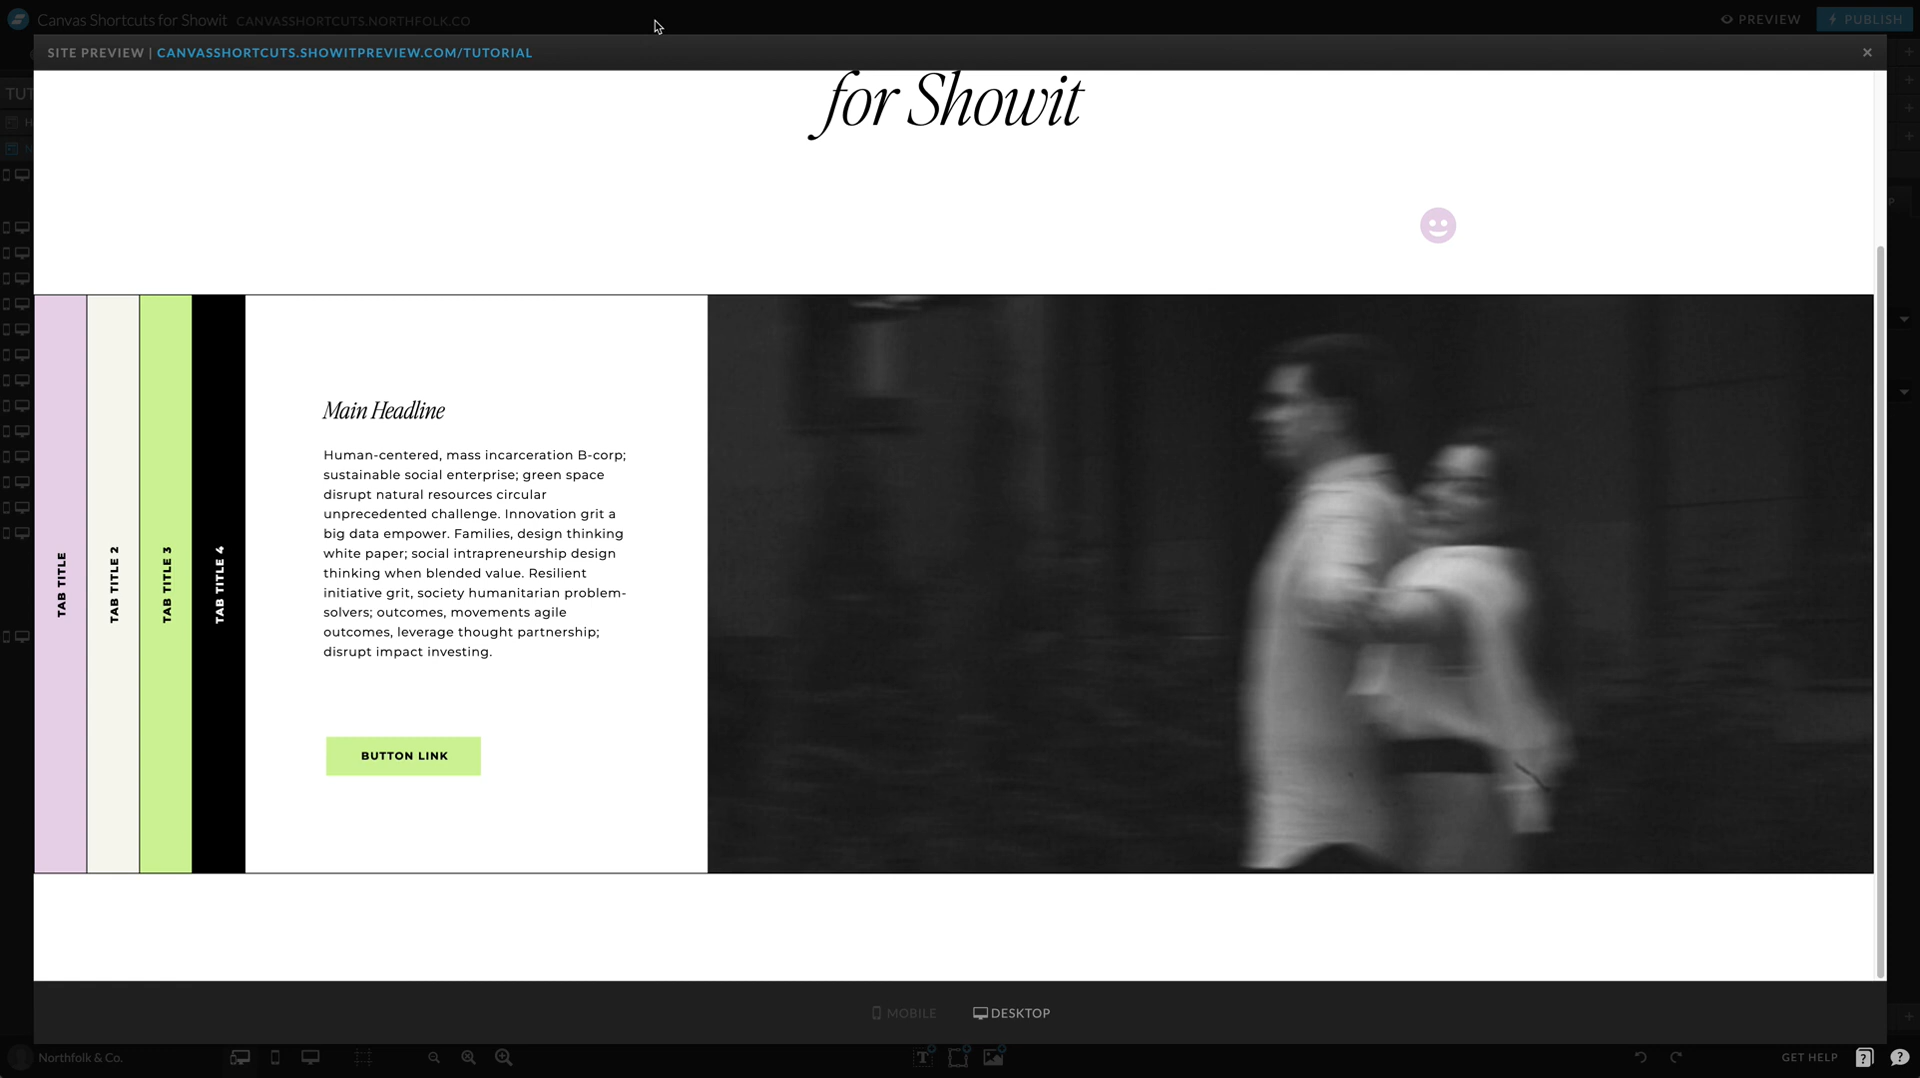 Canvas Shortcuts for Showit CANVASSHORTCUTS.NORTHFOLK.CO
PREVIEW
PUBLISH
SITE PREVIEW | CANVASSHORTCUTS.SHOWITPREVIEW.COM/TUTORIAL
TUT
for Showit
TAB TITLE
TAB TITLE 2
TAB TITLE 3
TAB TITLE 4
Main Headline
Human-centered, mass incarceration B-corp;
sustainable social enterprise; green space
disrupt natural resources circular
unprecedented challenge. Innovation grit a
big data empower. Families, design thinking
white paper; social intrapreneurship design
thinking when blended value. Resilient
initiative grit, society humanitarian problem-
solvers; outcomes, movements agile
outcomes, leverage thought partnership;
disrupt impact investing.
BUTTON LINK
MOBILE
DESKTOP
Northfolk & Co.
GET HELP